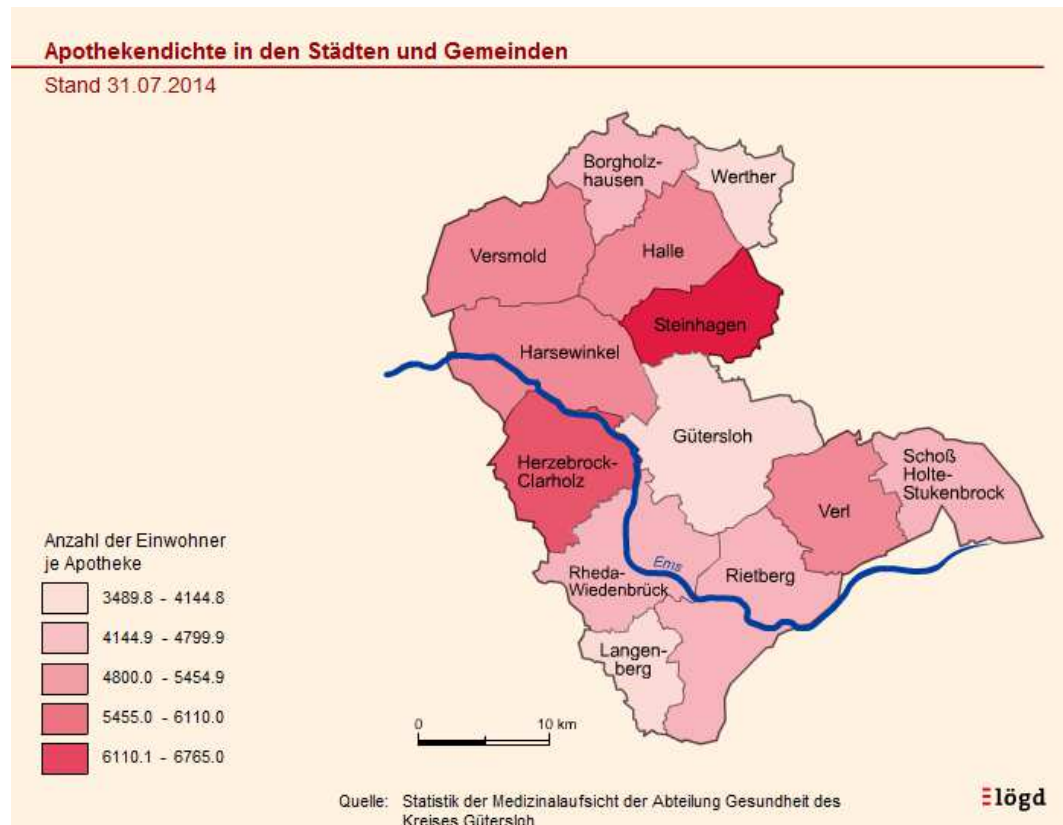 Apothekendichte in den Städten und Gemeinden
Stand 31.07.2014
Borgholz-
hausen
Werther
Versmold
Halle
Steinhagen
Harsewinkel
Gütersloh
Herzebrock-
Clarholz
Schoß
Holte-
Stukenbrock
Verl
Ems
Rheda-
Wiedenbrück
Rietberg
Langen-
berg
Anzahl der Einwohner
je Apotheke
3489.8 - 4144.8
4144.9 - 4799.9
4800.0 - 5454.9
5455.0 - 6110.0
6110.1 - 6765.0
0 10 km
Quelle: Statistik der Medizinalaufsicht der Abteilung Gesundheit des
Kreises Gütersloh
lögd